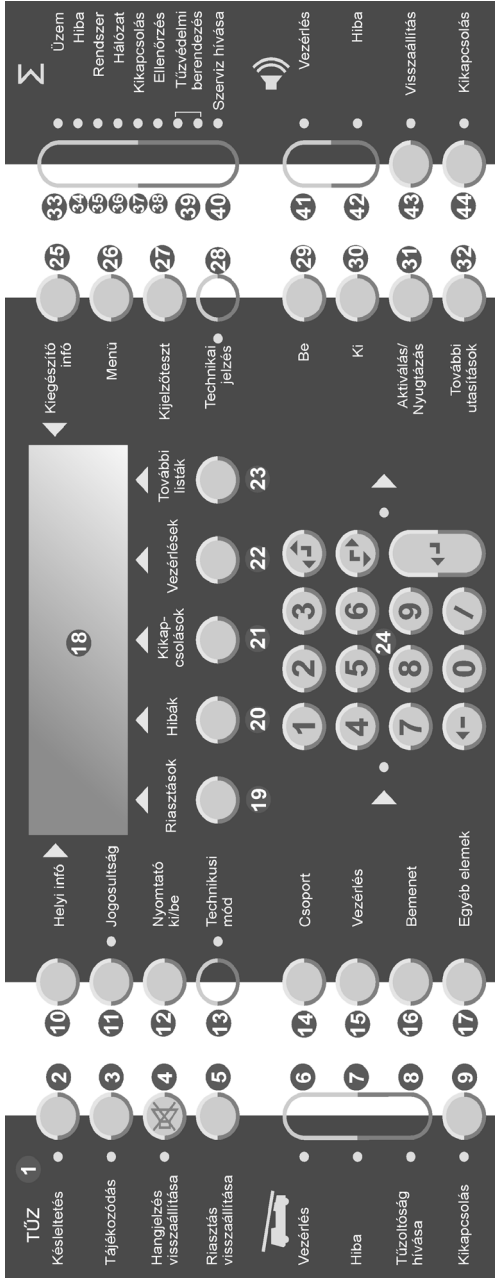 TŰZ 1
Késleltetés 2
Tájékozódás 3
Hangjelzés
visszaállítása 4
Riasztás
visszaállítása 5
Vezérlés 6
Hiba 7
Tűzoltóság
hívása 8
Kikapcsolás 9
10 Helyi infó
11 Jogosultság
12 Nyomtató
ki/be
13 Technikusi
mód
14 Csoport
15 Vezérlés
16 Bemenet
17 Egyéb elemek
18
Riasztások
19
Hibák
20
Kikap-
csolások
21
Vezérlések
22
További
listák
23
1 2 3
4 5 6
24
7 8 9
0 /
Kiegészítő
infó 25
Menü 26
Kijelzőteszt 27
Technikai
jelzés 28
Be 29
Ki 30
Aktiválás/
Nyugtázás 31
További
utasítások 32
Σ
33 Üzem
34 Hiba
35 Rendszer
36 Hálózat
37 Kikapcsolás
38 Ellenőrzés
39 Tűzvédelmi
berendezés
40 Szerviz hívása
41 Vezérlés
42 Hiba
43 Visszaállítás
44 Kikapcsolás